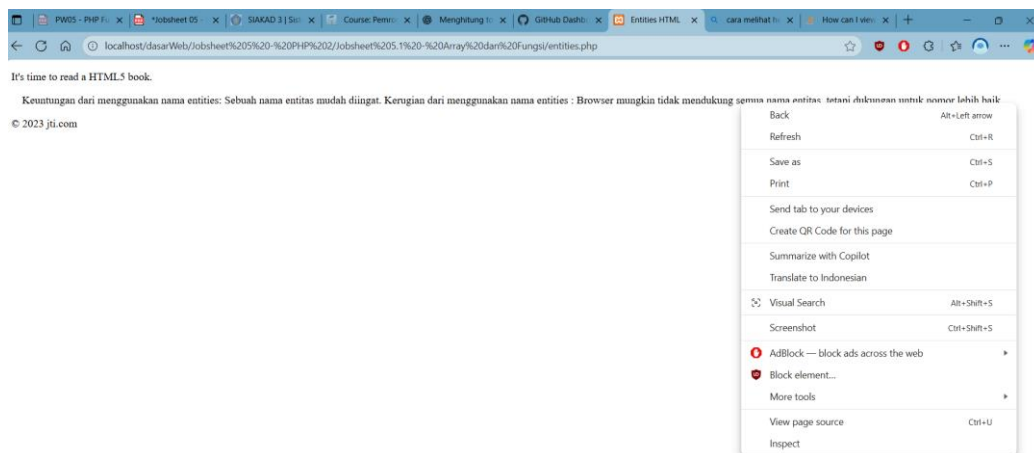 PW05 - PHP Fu
*Jobsheet 05 -
SIAKAD 3 | Sis
Course: Pemro
Menghitung
GitHub Dashb
Entities HTML
cara melihat
How can I view
localhost/dasarWeb/Jobsheet%205%20-%20PHP%202/Jobsheet%205.1%20-%20Array%20dan%20Fungsi/entities.php
It's time to read a HTML5 book.
Keuntungan dari menggunakan nama entities: Sebuah nama entitas mudah diingat. Kerugian dari menggunakan nama entities : Browser mungkin tidak mendukung semua nama entitas, tetapi dukungan untuk nomor lebih baik
© 2023 jti.com
Back Alt+Left arrow
Refresh Ctrl+R
Save as Ctrl+S
Print Ctrl+P
Send tab to your devices
Create QR Code for this page
Summarize with Copilot
Translate to Indonesian
Visual Search Alt+Shift+S
Screenshot Ctrl+Shift+S
AdBlock — block ads across the web
Block element...
More tools
View page source Ctrl+U
Inspect